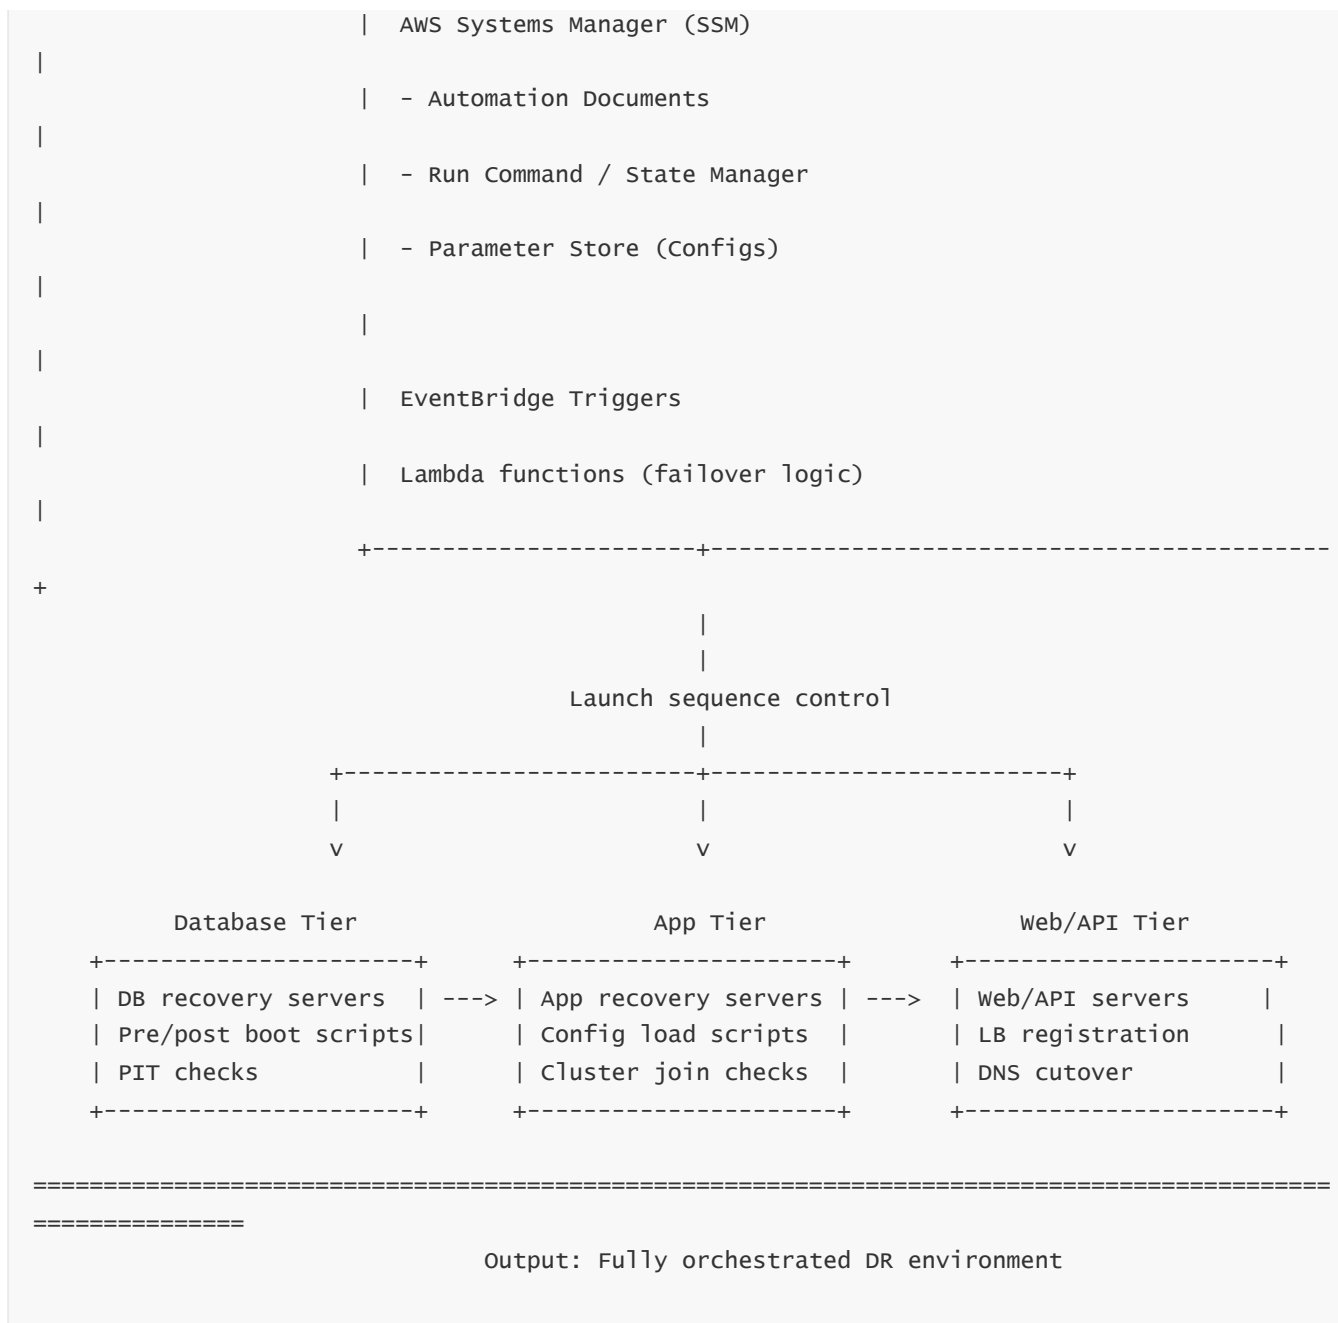 |  AWS Systems Manager (SSM)
|
                       |  - Automation Documents
|
                       |  - Run Command / State Manager
|
                       |  - Parameter Store (Configs)
|
                       |
|
                       |  EventBridge Triggers
|
                       |  Lambda functions (failover logic)
|
                       +-----------------------+--------------------------------------------
+
                                               |
                                               |
                                      Launch sequence control
                                               |
                     +-------------------------+-------------------------+
                     |                         |                         |
                     v                         v                         v

          Database Tier                     App Tier                  Web/API Tier
    +----------------------+      +----------------------+       +----------------------+
    | DB recovery servers  | ---> | App recovery servers | --->  | Web/API servers     |
    | Pre/post boot scripts|      | Config load scripts  |       | LB registration      |
    | PIT checks           |      | Cluster join checks  |       | DNS cutover          |
    +----------------------+      +----------------------+       +----------------------+

============================================================================================
===============
                                Output: Fully orchestrated DR environment